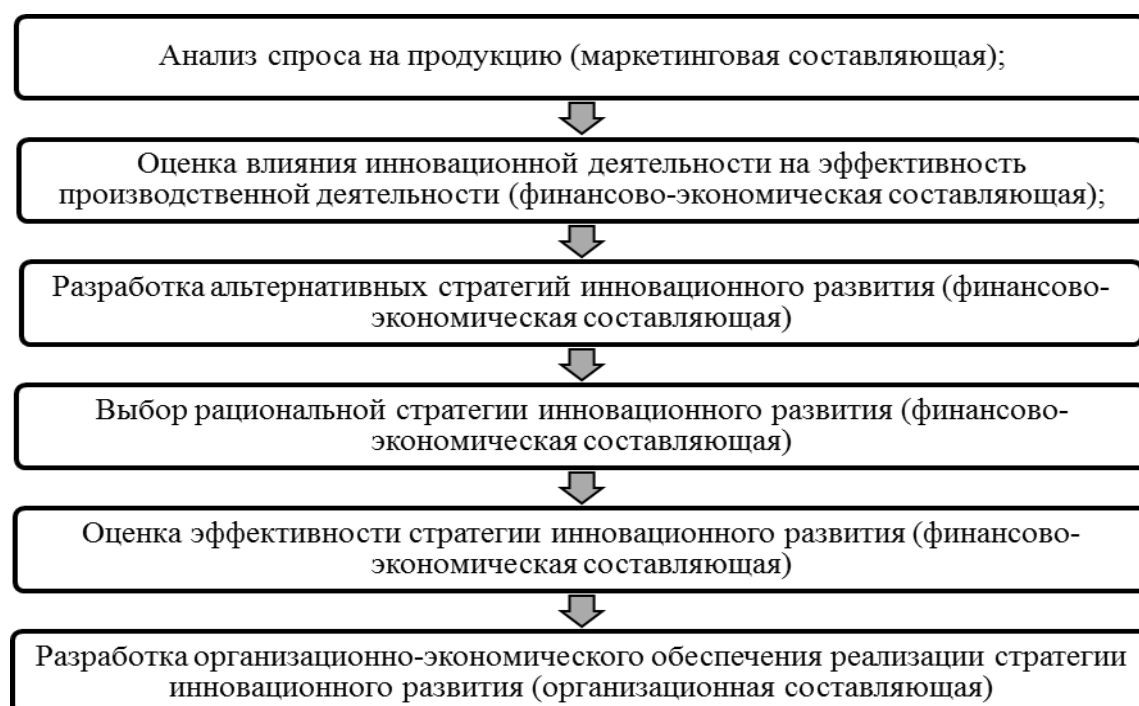 Анализ спроса на продукцию (маркетинговая составляющая);
Оценка влияния инновационной деятельности на эффективность
производственной деятельности (финансово-экономическая составляющая);
Разработка альтернативных стратегий инновационного развития (финансово-
экономическая составляющая)
Выбор рациональной стратегии инновационного развития (финансово-
экономическая составляющая)
Оценка эффективности стратегии инновационного развития (финансово-
экономическая составляющая)
Разработка организационно-экономического обеспечения реализации стратегии
инновационного развития (организационная составляющая)